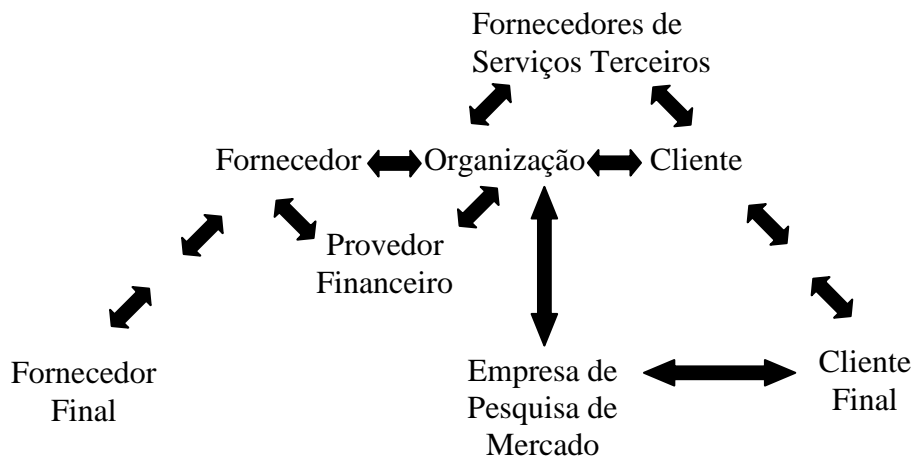 Fornecedores de
Serviços Terceiros
Fornecedor
Organização
Cliente
Provedor
Financeiro
Fornecedor
Final
Empresa de
Pesquisa de
Mercado
Cliente
Final